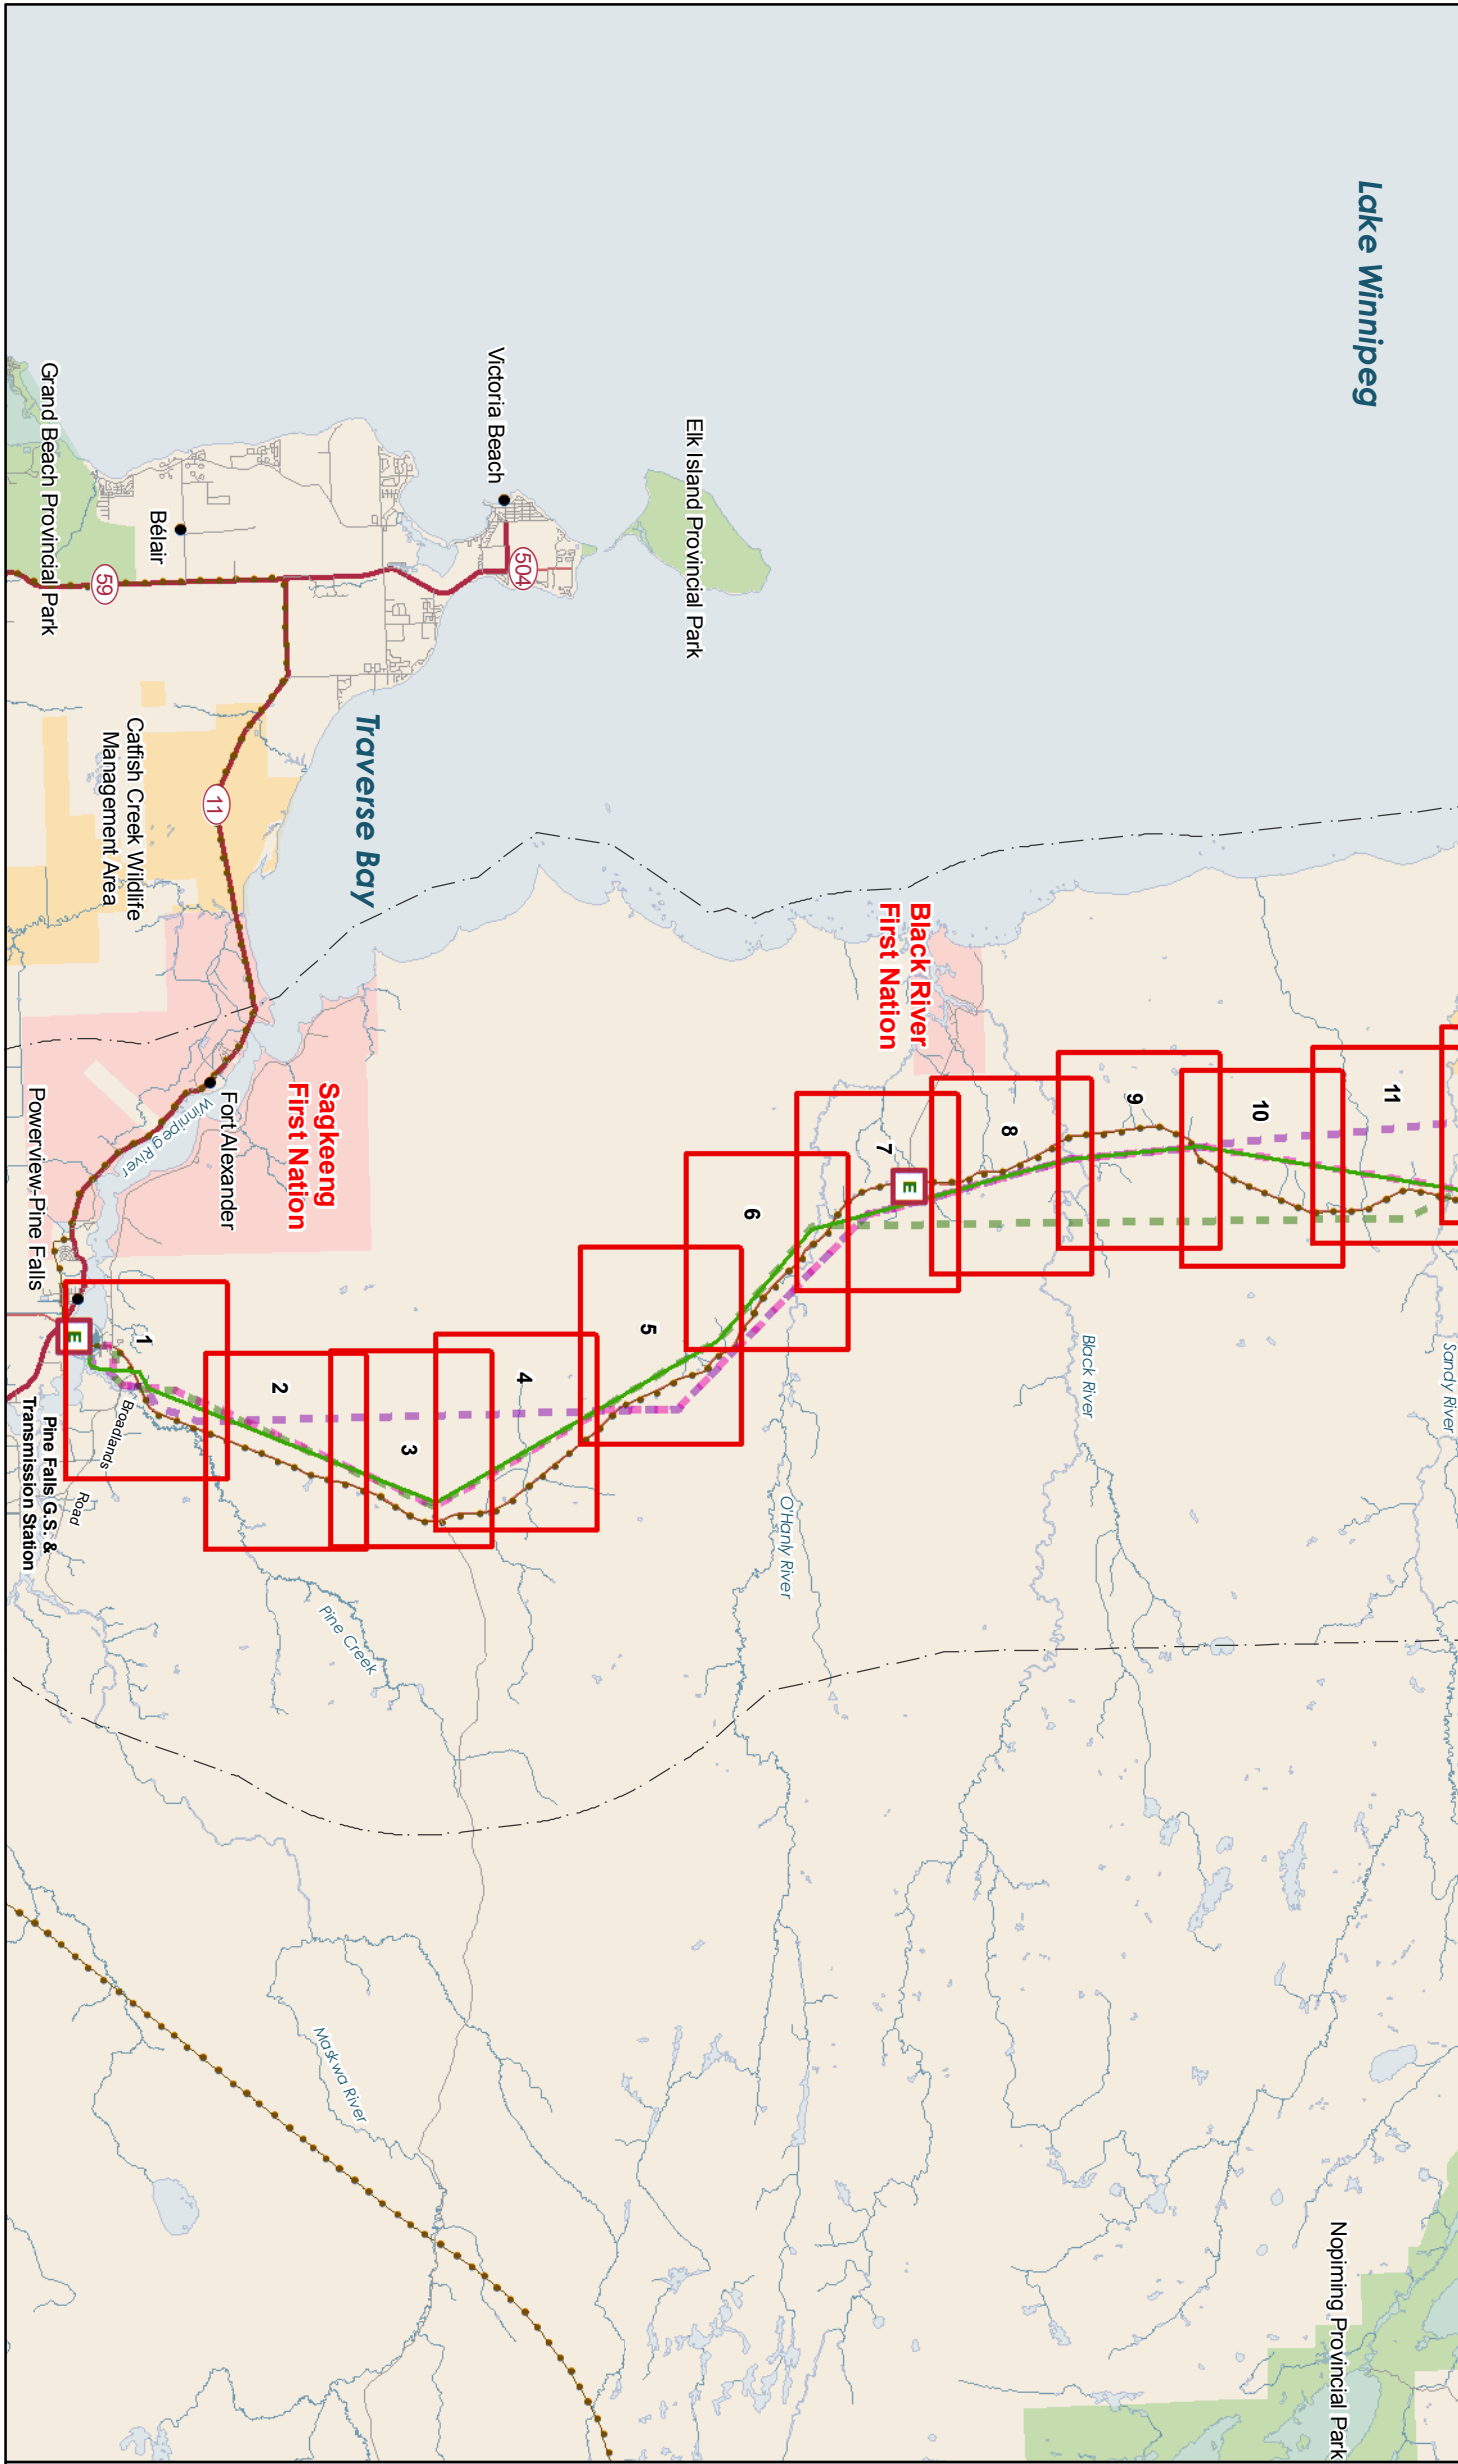 Lake Winnipeg
Elk Island Provincial Park
Victoria Beach
504
Traverse Bay
Grand Beach Provincial Park
Bélair
59
11
Catfish Creek Wildlife
Management Area
Black River
First Nation
Sagkeeng
First Nation
Fort Alexander
Winnipeg River
Powerview-Pine Falls
E
1
2
3
4
5
6
7
E
8
9
10
11
Broadlands
Road
Pine Falls G.S. &
Transmission Station
Black River
Sandy River
O'Hanly River
Pine Creek
Maskwa River
Nopiming Provincial Park